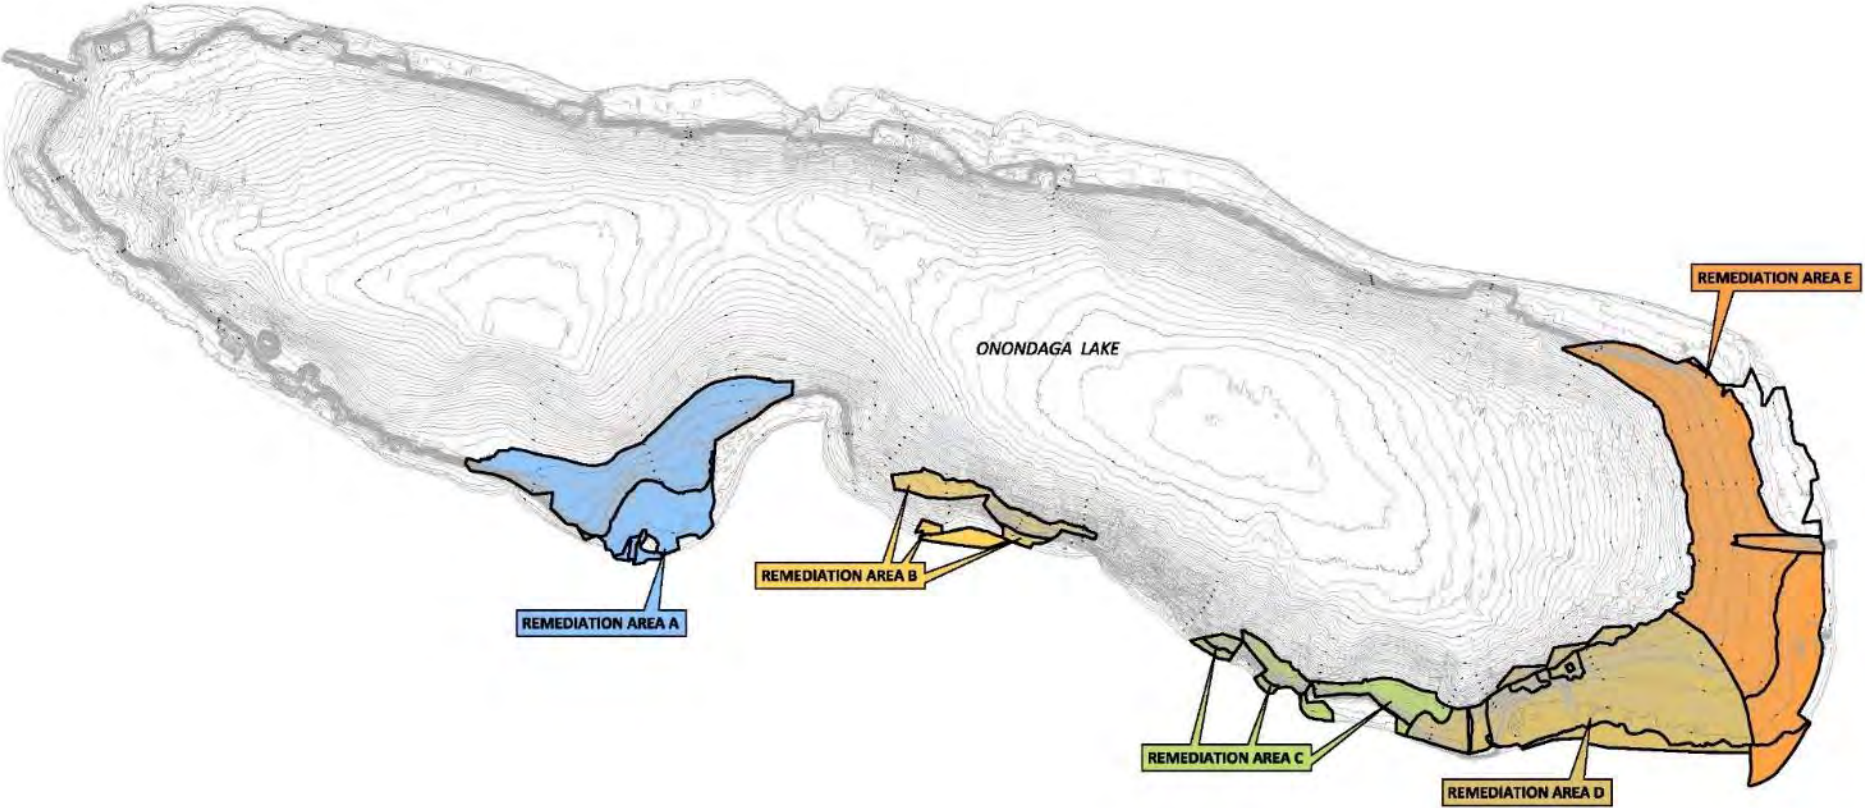 REMEDIATION AREA E
ONONDAGA LAKE
REMEDIATION AREA B
REMEDIATION AREA A
REMEDIATION AREA C
REMEDIATION AREA D